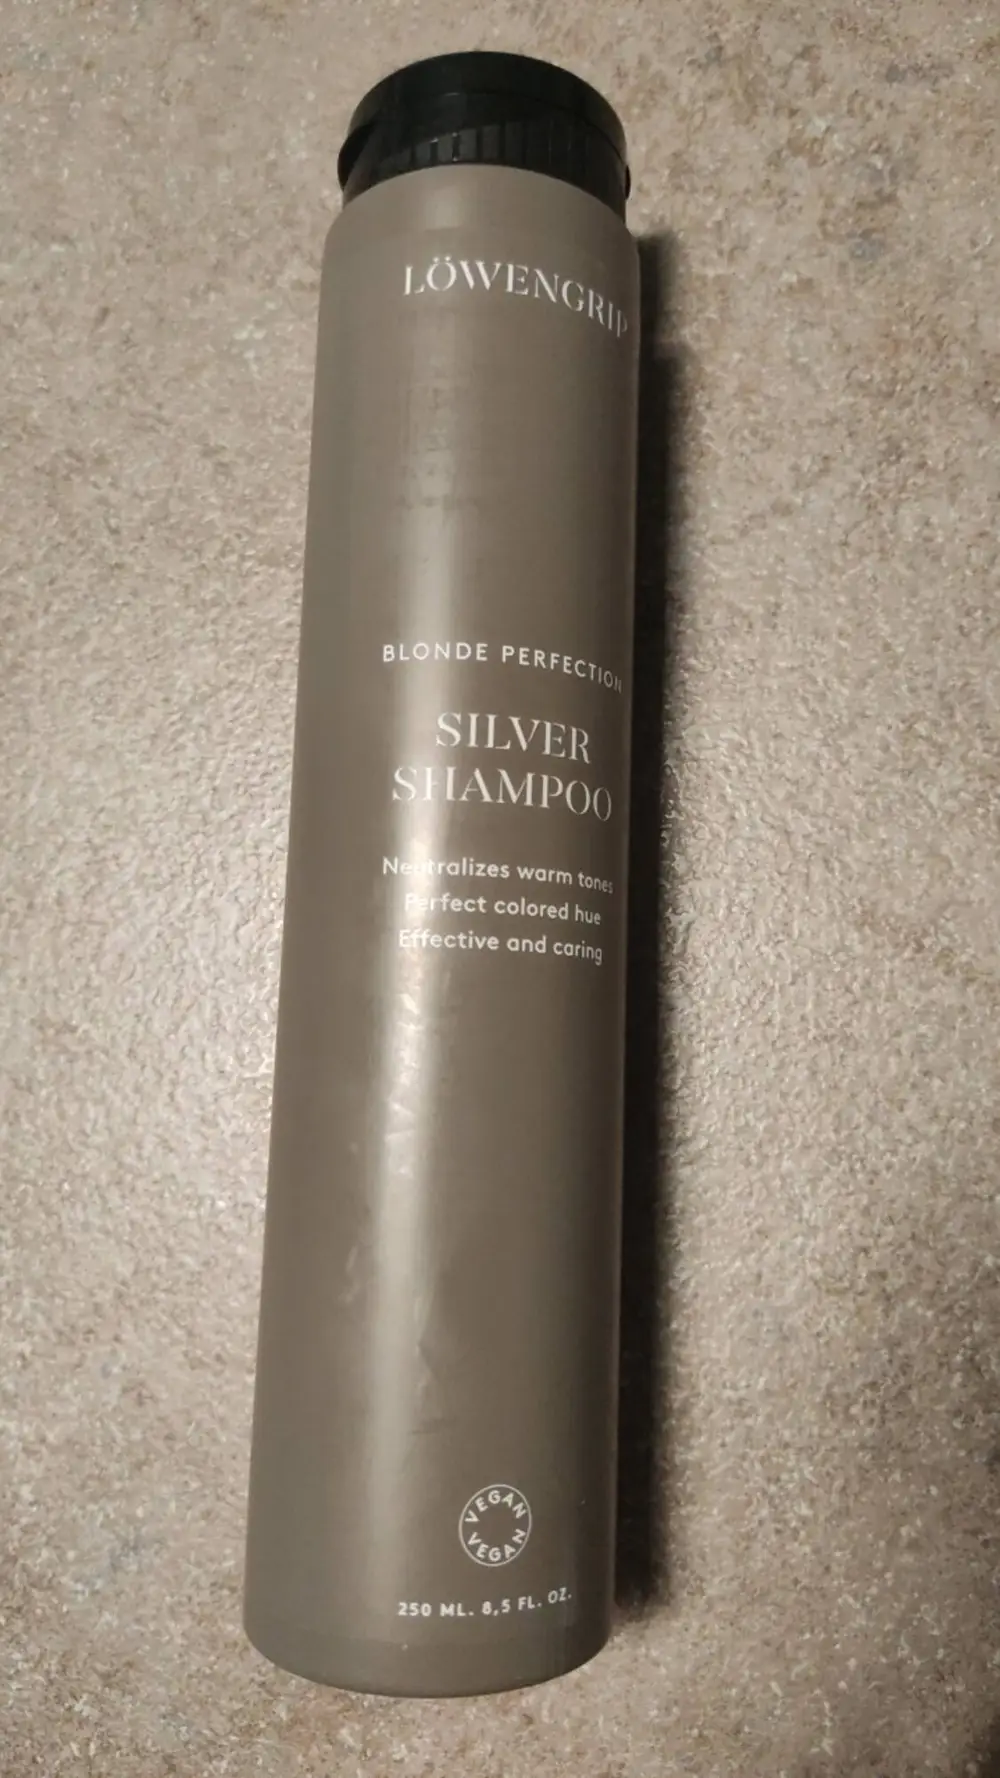 LÖWENGRIP
BLONDE PERFECTION
SILVER
SHAMPOO
Neutralizes warm tones
Perfect colored hue
Effective and caring
VEGAN
VEGAN
250 ML. 8,5 FL. OZ.